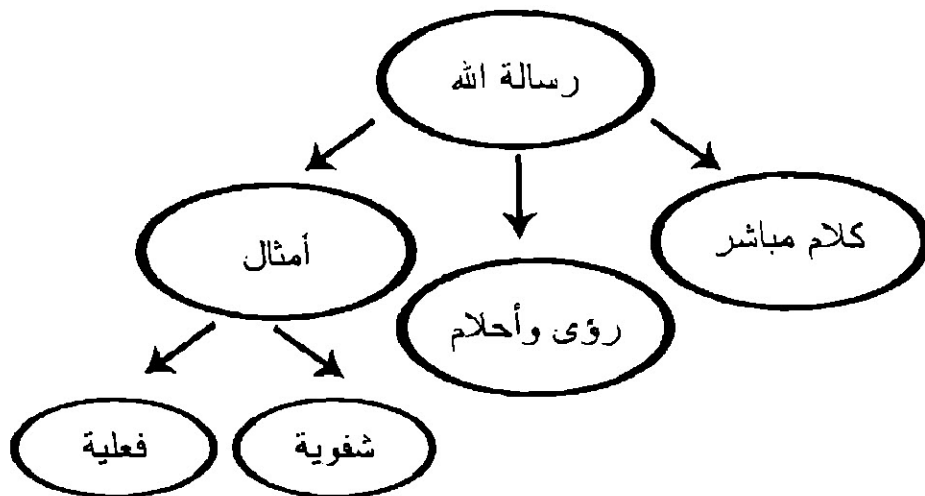 رسالة الله
كلام مباشر
رؤى وأحلام
أمثال
شفوية
فعلية